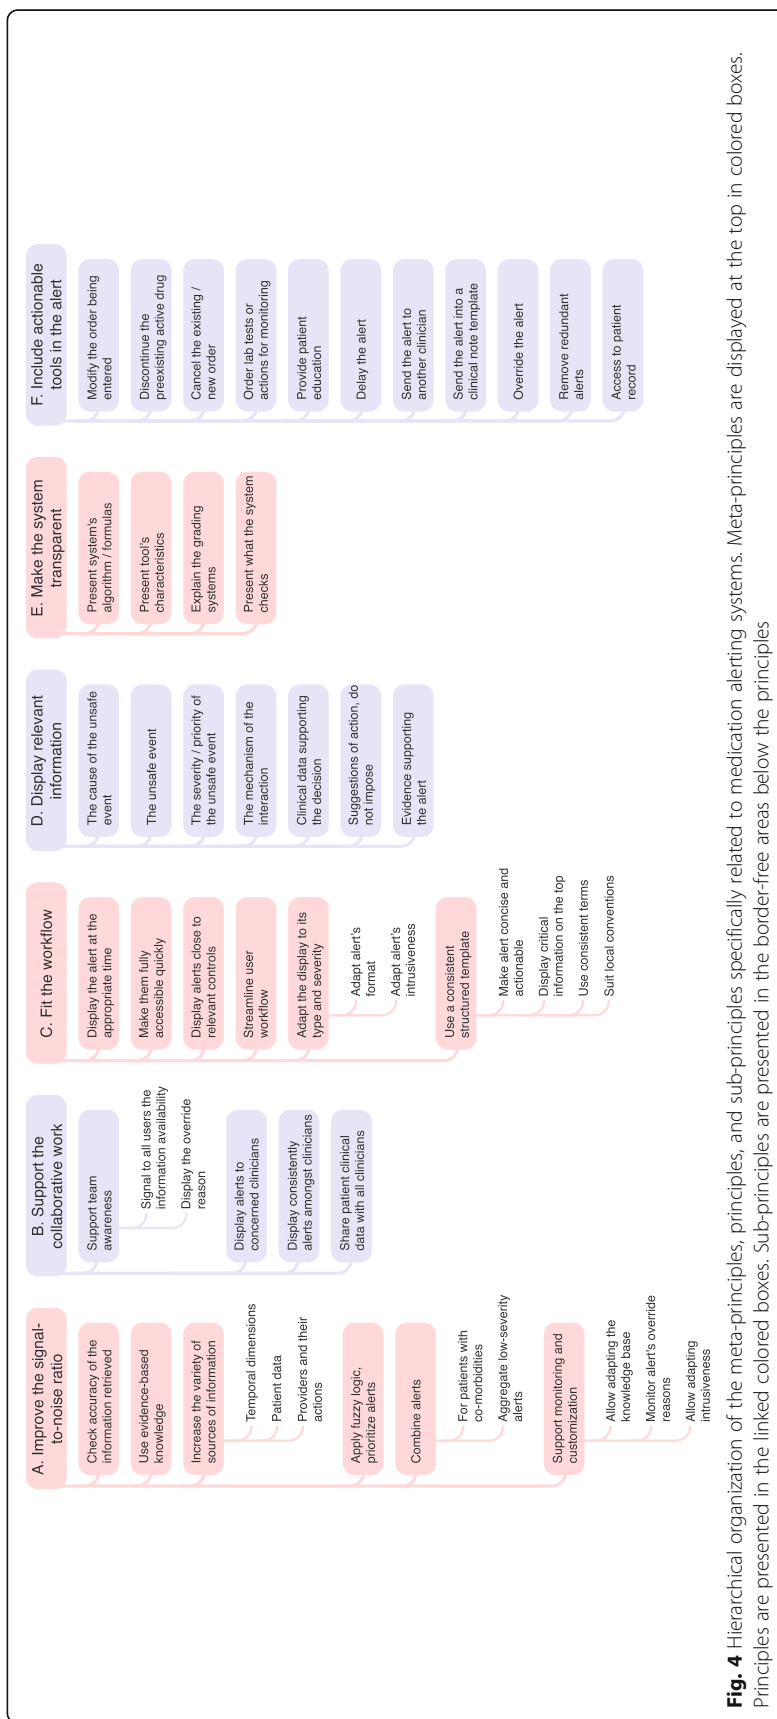 A. Improve the signal-
to-noise ratio
Check accuracy of the
information retrieved
Use evidence-based
knowledge
Increase the variety of
sources of information
Temporal dimensions
Patient data
Providers and their
actions
Apply fuzzy logic,
prioritize alerts
Combine alerts
For patients with
co-morbidities
Aggregate low-severity
alerts
Support monitoring and
customization
Allow adapting the
knowledge base
Monitor alert's override
reasons
Allow adapting
intrusiveness
B. Support the
collaborative work
Support team
awareness
Signal to all users the
information availability
Display the override
reason
Display alerts to
concerned clinicians
Display consistently
alerts amongst clinicians
Share patient clinical
data with all clinicians
C. Fit the workflow
Display the alert at the
appropriate time
Make them fully
accessible quickly
Display alerts close to
relevant controls
Streamline user
workflow
Adapt the display to its
type and severity
Adapt alert's
format
Adapt alert's
intrusiveness
Use a consistent
structured template
Make alert concise and
actionable
Display critical
information on the top
Use consistent terms
Suit local conventions
D. Display relevant
information
The cause of the unsafe
event
The unsafe event
The severity / priority of
the unsafe event
The mechanism of the
interaction
Clinical data supporting
the decision
Suggestions of action, do
not impose
Evidence supporting
the alert
E. Make the system
transparent
Present system's
algorithm / formulas
Present tool's
characteristics
Explain the grading
systems
Present what the system
checks
F. Include actionable
tools in the alert
Modify the order being
entered
Discontinue the
preexisting active drug
Cancel the existing /
new order
Order lab tests or
actions for monitoring
Provide patient
education
Delay the alert
Send the alert to
another clinician
Send the alert into a
clinical note template
Override the alert
Remove redundant
alerts
Access to patient
record
Fig. 4 Hierarchical organization of the meta-principles, principles, and sub-principles specifically related to medication alerting systems. Meta-principles are displayed at the top in colored boxes.
Principles are presented in the linked colored boxes. Sub-principles are presented in the border-free areas below the principles